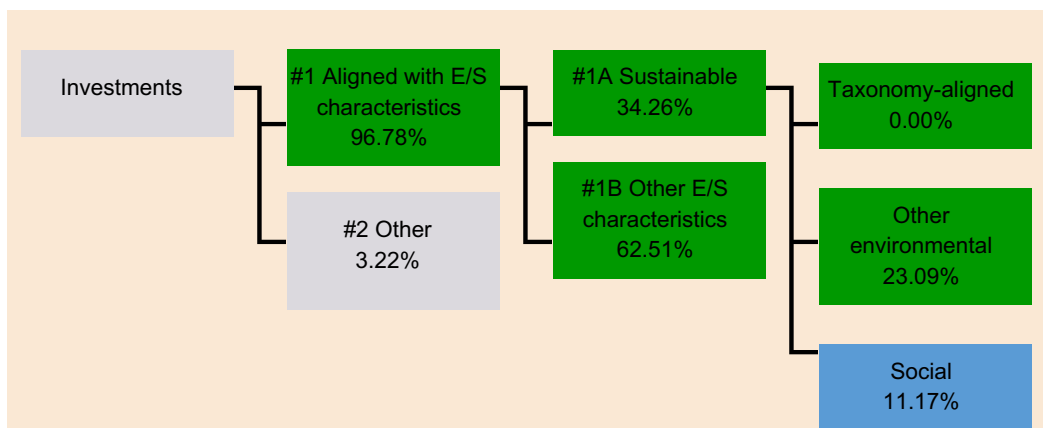 Investments
#1 Aligned with E/S
characteristics
96.78%
#2 Other
3.22%
#1A Sustainable
34.26%
#1B Other E/S
characteristics
62.51%
Taxonomy-aligned
0.00%
Other
environmental
23.09%
Social
11.17%